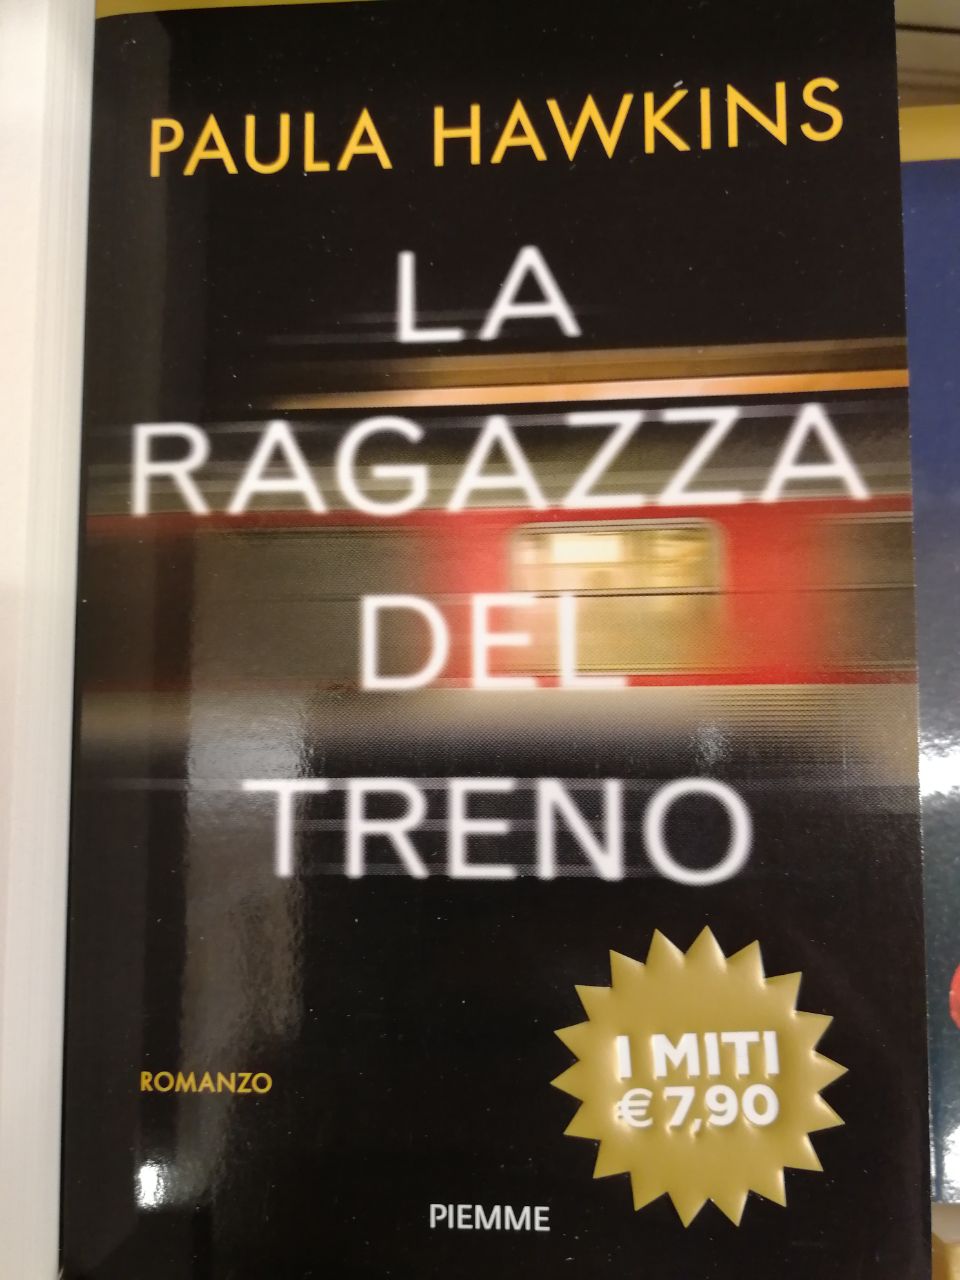 PAULA HAWKINS
LA
RAGAZZA
DEL
TRENO
I MITI
€ 7,90
ROMANZO
PIEMME